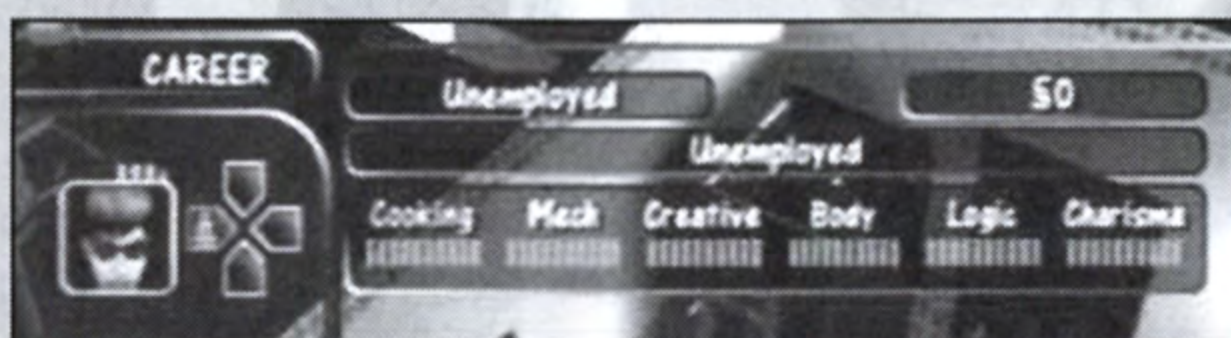 CAREER
Unemployed
§0
Unemployed
Cooking Mech Creative Body Logic Charisma